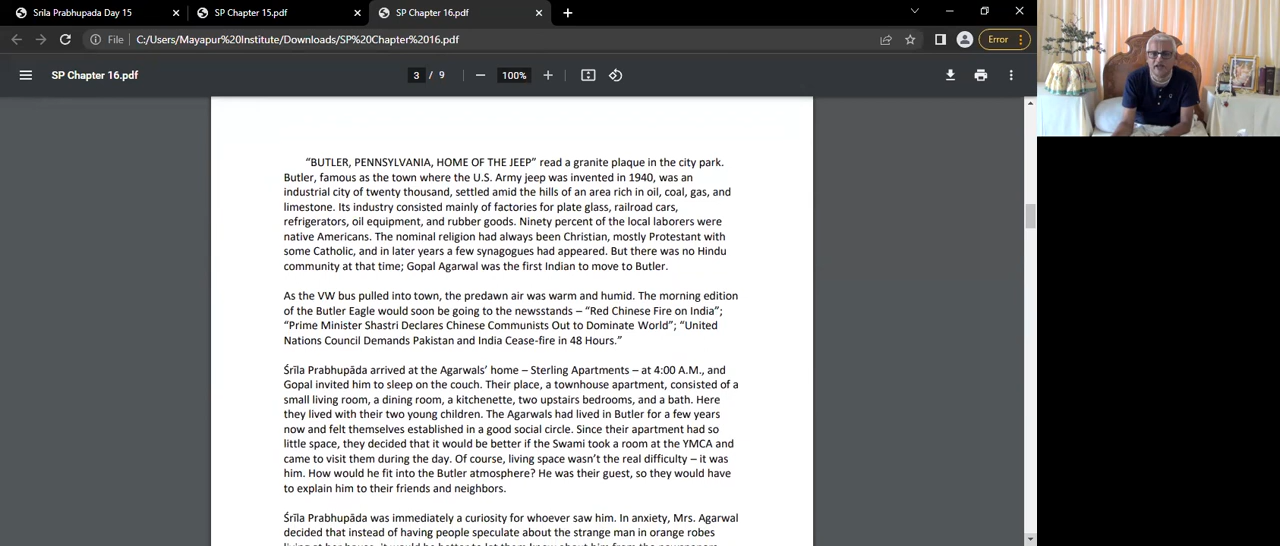 Srila Prabhupada Day 15
SP Chapter 15.pdf
SP Chapter 16.pdf
File
C:/Users/Mayapur%20Institute/Downloads/SP%20Chapter%2016.pdf
Error
SP Chapter 16.pdf
3 / 9
100%
“BUTLER, PENNSYLVANIA, HOME OF THE JEEP” read a granite plaque in the city park.
Butler, famous as the town where the U.S. Army jeep was invented in 1940, was an
industrial city of twenty thousand, settled amid the hills of an area rich in oil, coal, gas, and
limestone. Its industry consisted mainly of factories for plate glass, railroad cars,
refrigerators, oil equipment, and rubber goods. Ninety percent of the local laborers were
native Americans. The nominal religion had always been Christian, mostly Protestant with
some Catholic, and in later years a few synagogues had appeared. But there was no Hindu
community at that time; Gopal Agarwal was the first Indian to move to Butler.
As the VW bus pulled into town, the predawn air was warm and humid. The morning edition
of the Butler Eagle would soon be going to the newsstands – “Red Chinese Fire on India”;
“Prime Minister Shastri Declares Chinese Communists Out to Dominate World”; “United
Nations Council Demands Pakistan and India Cease-fire in 48 Hours.”
Śrīla Prabhupāda arrived at the Agarwals’ home – Sterling Apartments – at 4:00 A.M., and
Gopal invited him to sleep on the couch. Their place, a townhouse apartment, consisted of a
small living room, a dining room, a kitchenette, two upstairs bedrooms, and a bath. Here
they lived with their two young children. The Agarwals had lived in Butler for a few years
now and felt themselves established in a good social circle. Since their apartment had so
little space, they decided that it would be better if the Swami took a room at the YMCA and
came to visit them during the day. Of course, living space wasn’t the real difficulty – it was
him. How would he fit into the Butler atmosphere? He was their guest, so they would have
to explain him to their friends and neighbors.
Śrīla Prabhupāda was immediately a curiosity for whoever saw him. In anxiety, Mrs. Agarwal
decided that instead of having people speculate about the strange man in orange robes
living at her house, it would be better to let them know about him from the newspapers.